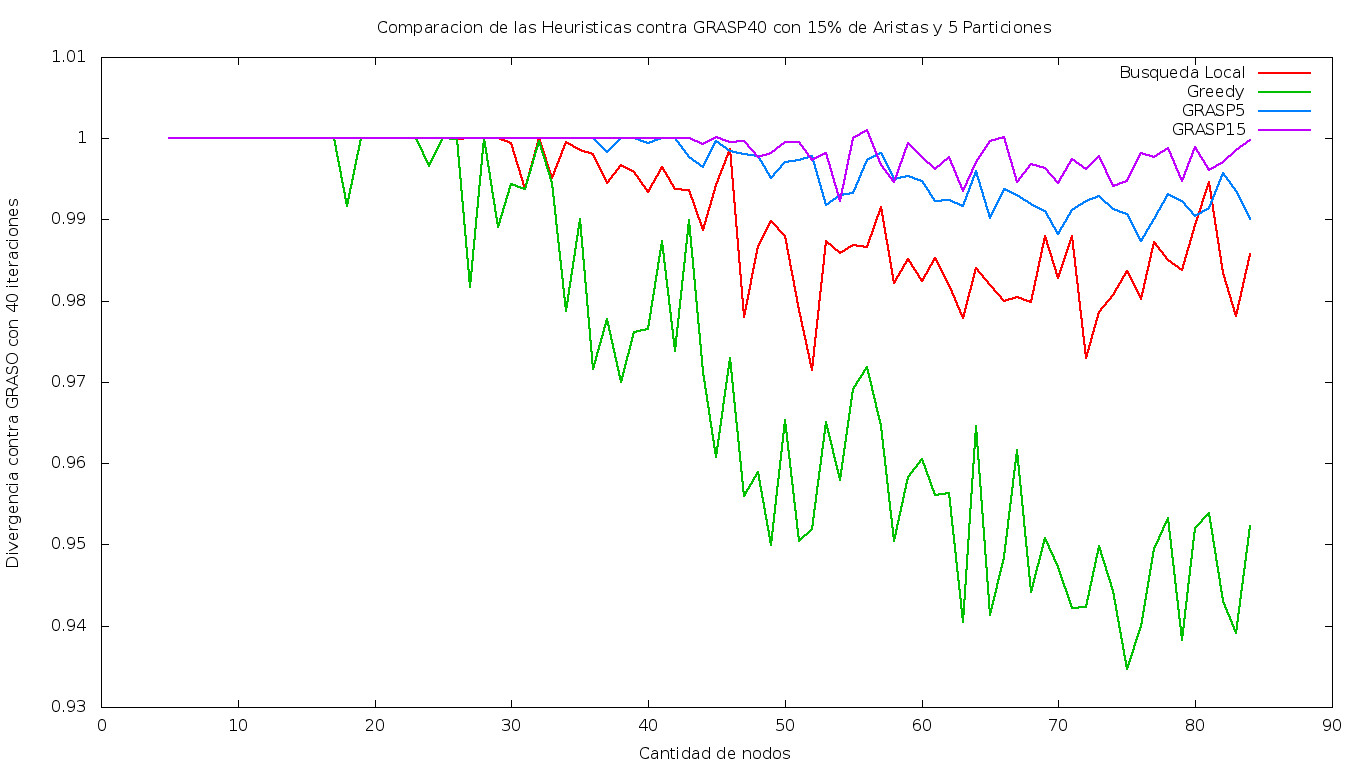 Comparacion de las Heuristicas contra GRASP40 con 15% de Aristas y 5 Particiones
Divergencia contra GRASO con 40 iteraciones
1.01
1
0.99
0.98
0.97
0.96
0.95
0.94
0.93
Busqueda Local
Greedy
GRASP5
GRASP15
0 10 20 30 40 50 60 70 80 90
Cantidad de nodos